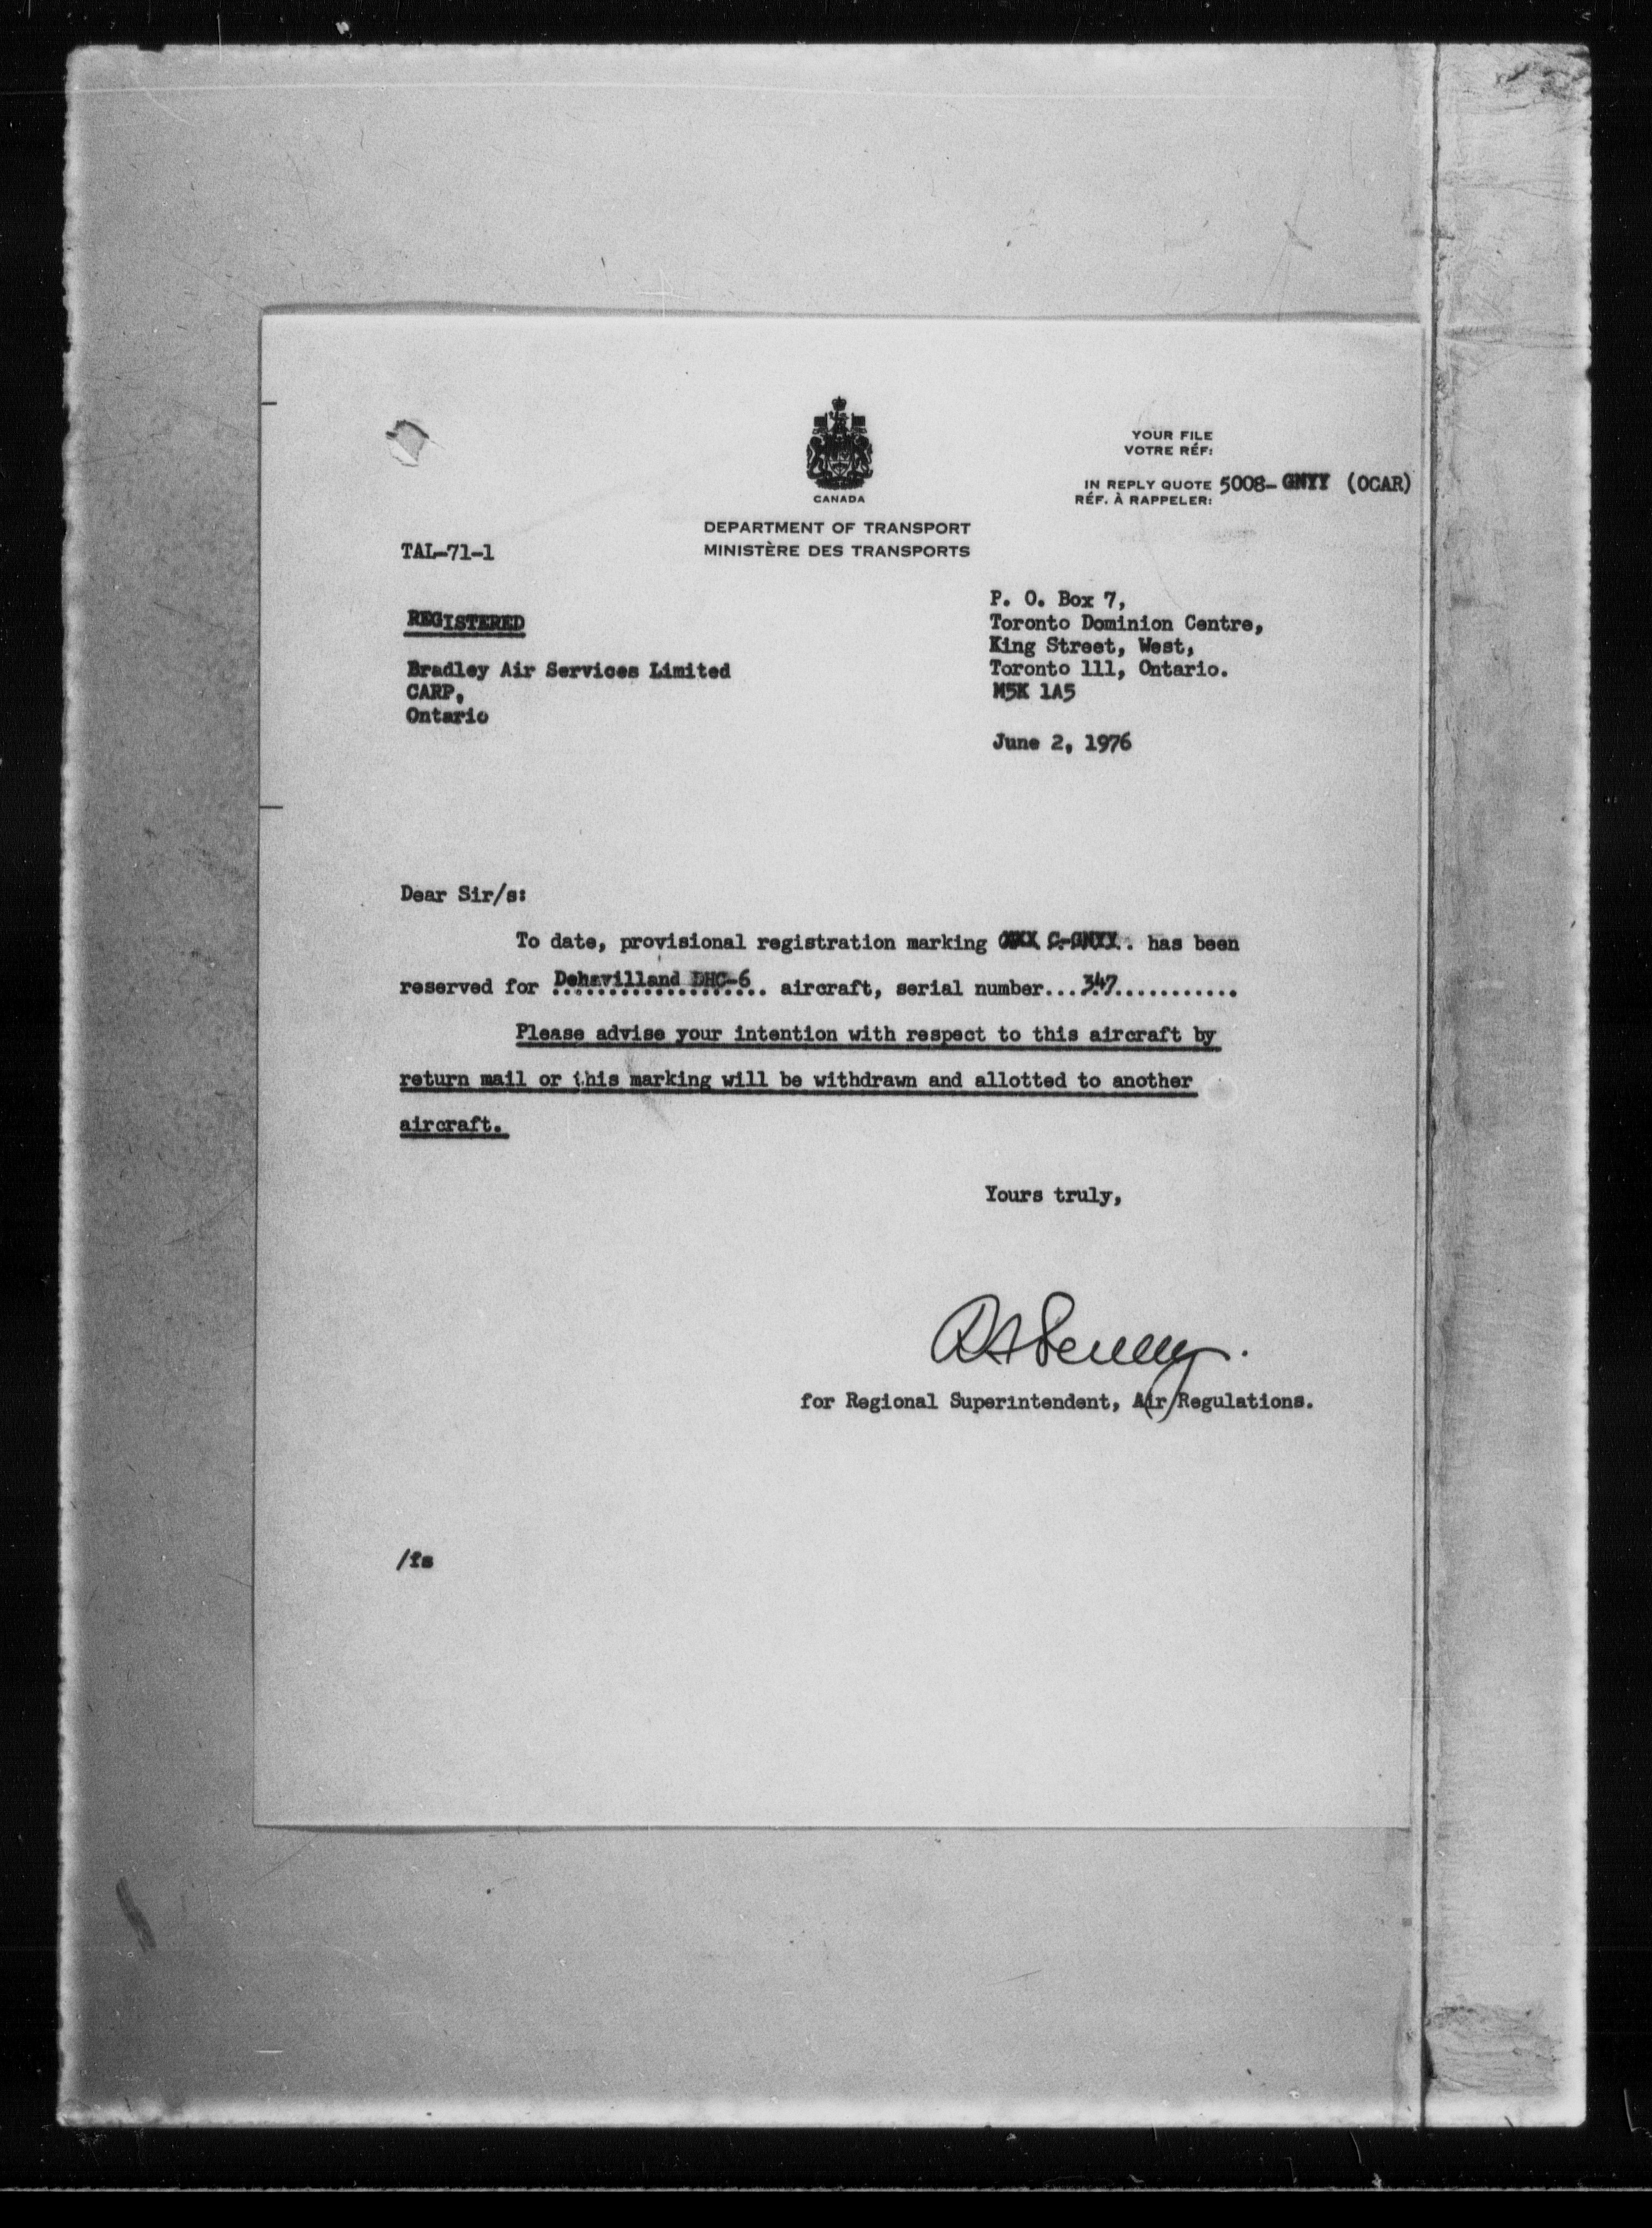 CANADA
DEPARTMENT OF TRANSPORT
MINISTÈRE DES TRANSPORTS
YOUR FILE
VOTRE RÉF:
IN REPLY QUOTE 5008-GNYY (OCAR)
RÉF. À RAPPELER:
TAL-71-1
P. O. Box 7,
Toronto Dominion Centre,
King Street, West,
Toronto 111, Ontario.
M5K 1A5
June 2, 1976
REGISTERED
Bradley Air Services Limited
CARP,
Ontario
Dear Sir/s:
To date, provisional registration marking C-GNYY.. has been
reserved for Dehavilland DHC-6.. aircraft, serial number...347............
Please advise your intention with respect to this aircraft by
return mail or this marking will be withdrawn and allotted to another
aircraft.
Yours truly,
for Regional Superintendent, Air Regulations.
/fs